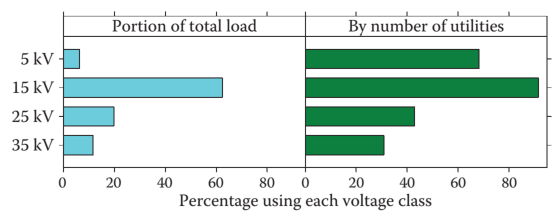 Portion of total load By number of utilities
5 kV
15 kV
25 kV
35 kV
0 20 40 60 80 0 20 40 60 80
Percentage using each voltage class